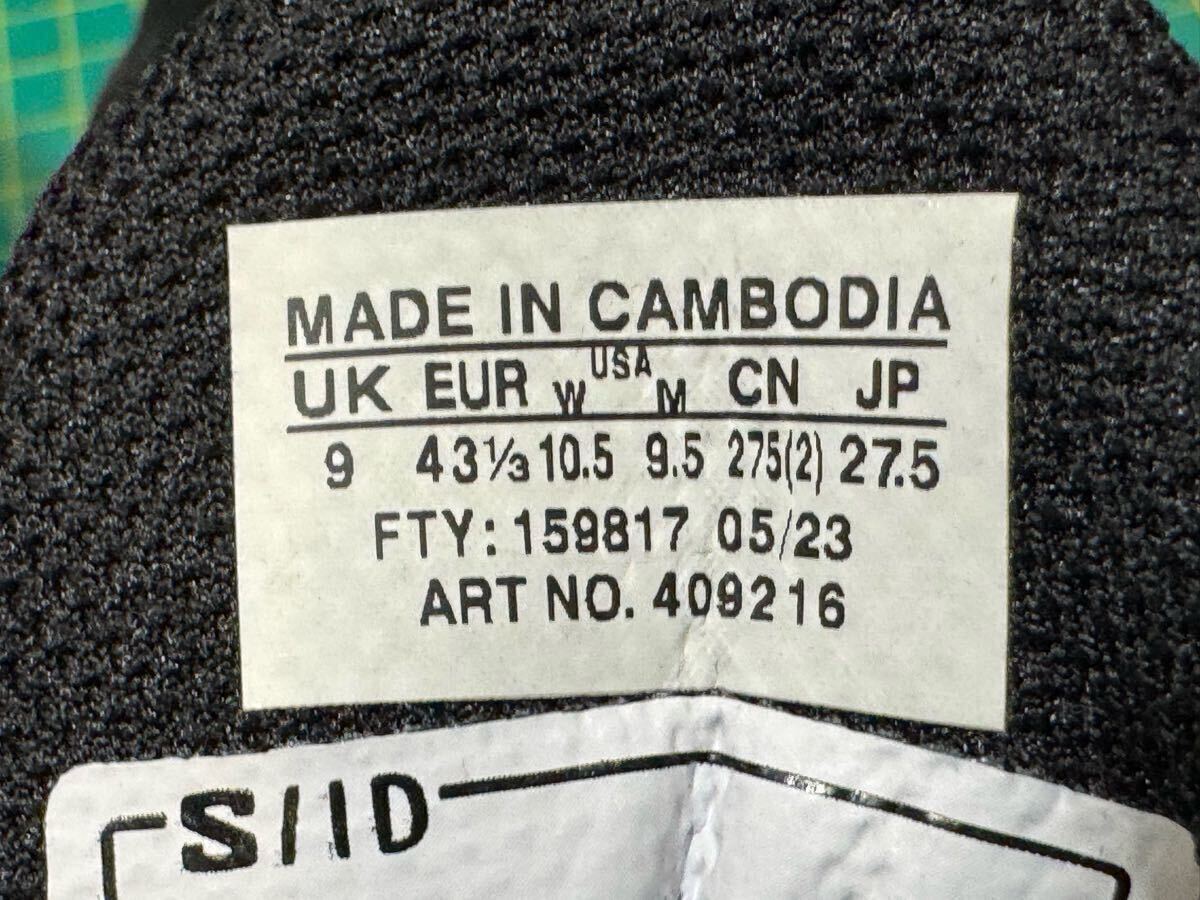 MADE IN CAMBODIA
UK EUR W USA M CN JP
9 43⅓ 10.5 9.5 275(2) 27.5
FTY: 159817 05/23
ART NO. 409216
S/ID